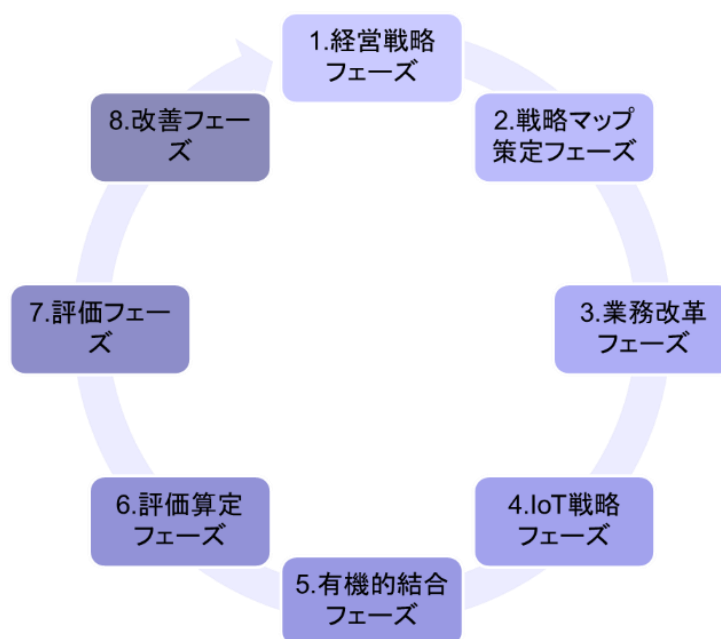 1.経営戦略
フェーズ
2.戦略マップ
策定フェーズ
3.業務改革
フェーズ
4.IoT戦略
フェーズ
5.有機的結合
フェーズ
6.評価算定
フェーズ
7.評価フェー
ズ
8.改善フェー
ズ